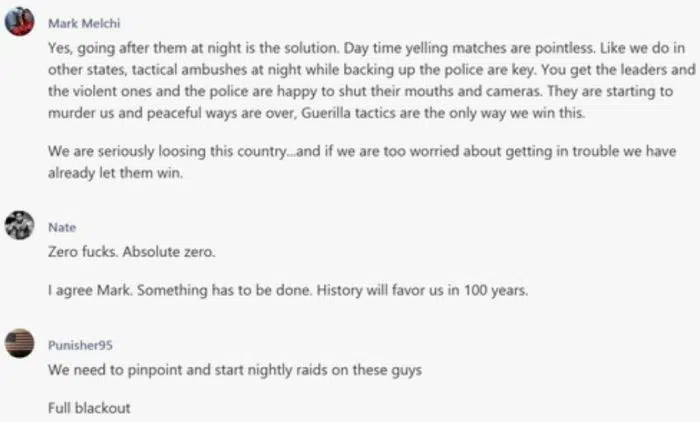 Mark Melchi
Yes, going after them at night is the solution. Day time yelling matches are pointless. Like we do in
other states, tactical ambushes at night while backing up the police are key. You get the leaders and
the violent ones and the police are happy to shut their mouths and cameras. They are starting to
murder us and peaceful ways are over, Guerilla tactics are the only way we win this.
We are seriously loosing this country...and if we are too worried about getting in trouble we have
already let them win.
Nate
Zero fucks. Absolute zero.
I agree Mark. Something has to be done. History will favor us in 100 years.
Punisher95
We need to pinpoint and start nightly raids on these guys
Full blackout